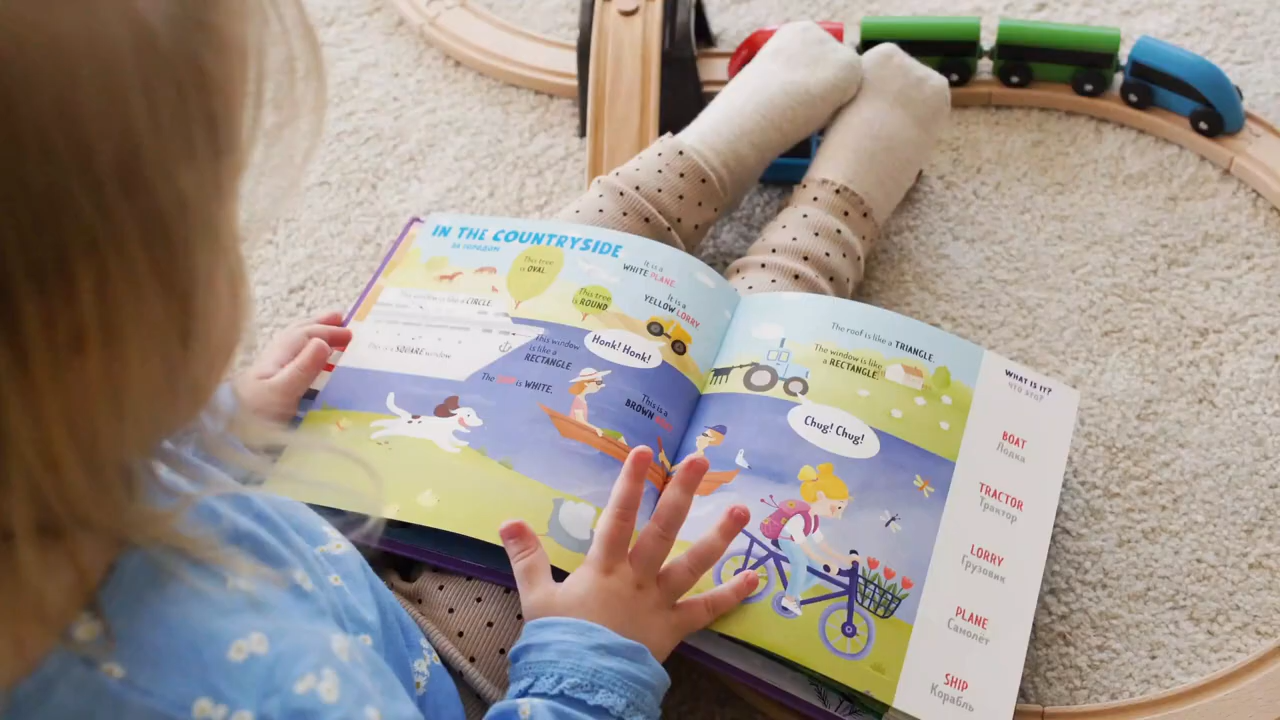 IN THE COUNTRYSIDE
за городом
This tree
is OVAL.
It is a
WHITE PLANE.
This tree
is ROUND
It is a
YELLOW LORRY
This window is like a CIRCLE.
This is a SQUARE window
This window
is like a
RECTANGLE
Honk! Honk!
The is WHITE.
This is a
BROWN
The roof is like a TRIANGLE.
The window is like
a RECTANGLE.
Chug! Chug!
WHAT IS IT?
ЧТО ЭТО?
BOAT
Лодка
TRACTOR
Трактор
LORRY
Грузовик
PLANE
Самолёт
SHIP
Корабль